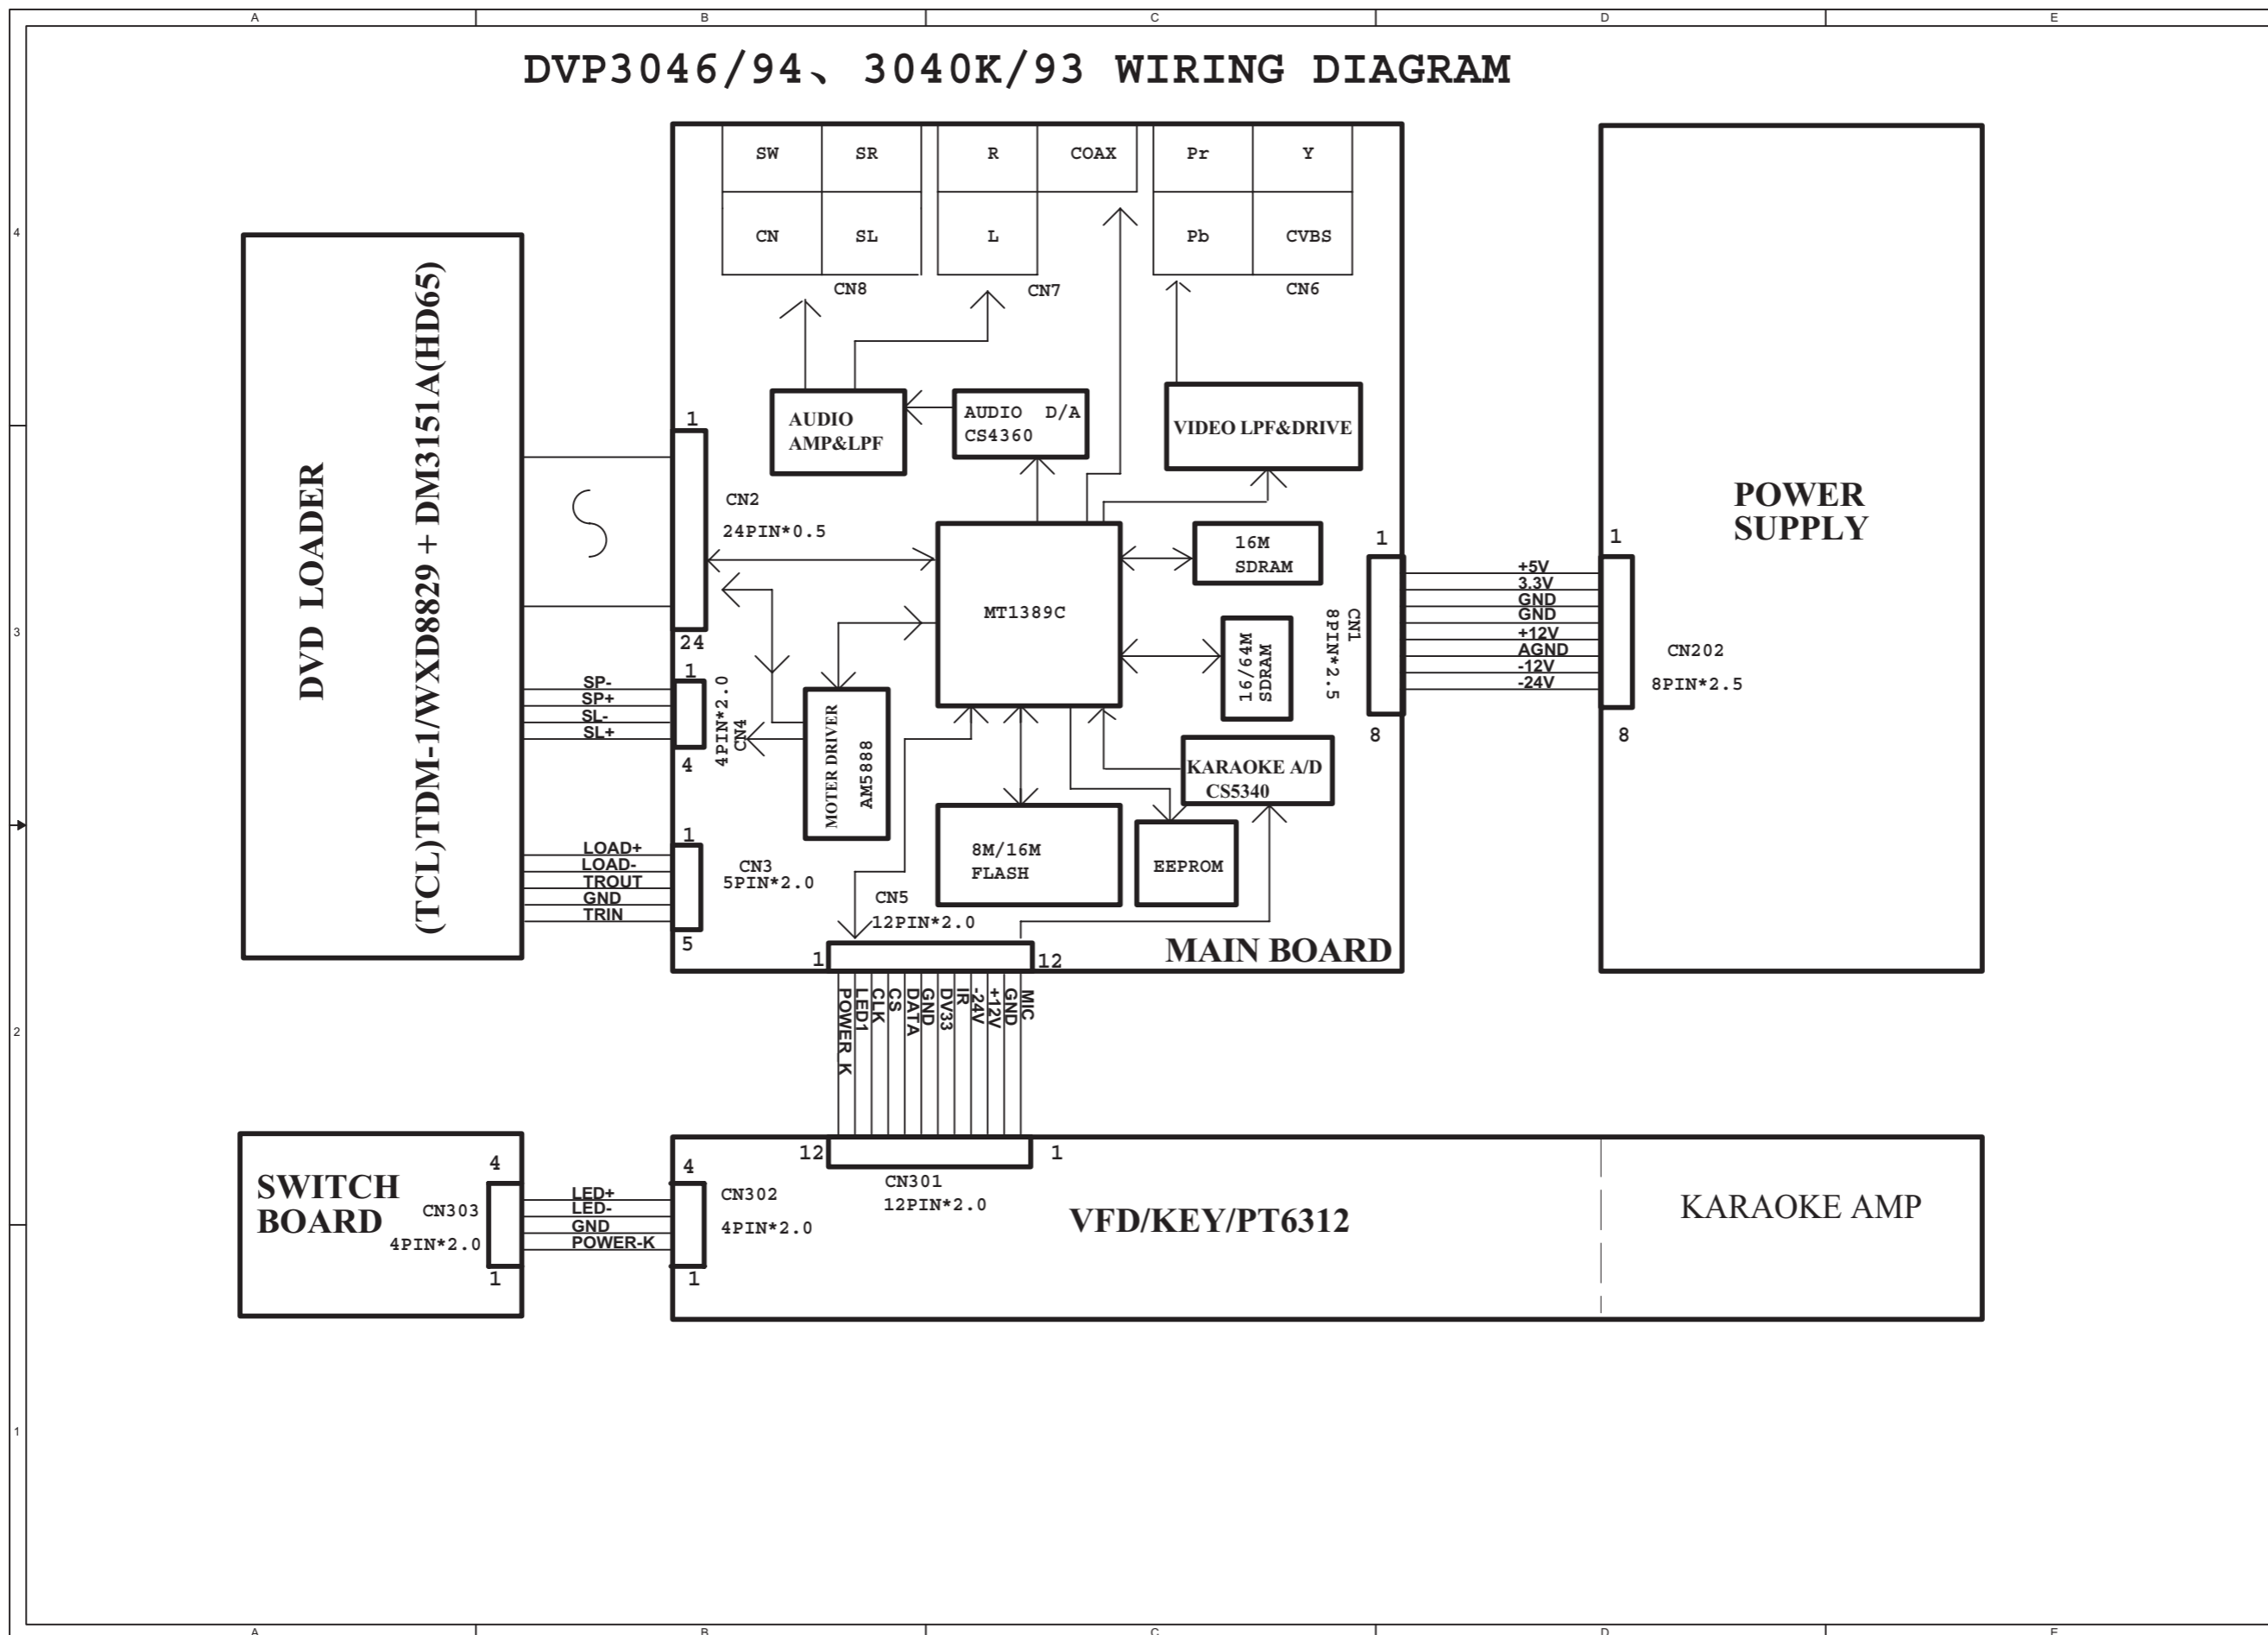 A B C D E
DVP3046/94、3040K/93 WIRING DIAGRAM
4
3
2
1
SW SR R COAX Pr Y
CN SL L Pb CVBS
CN8 CN7 CN6
DVD LOADER
(TCL)TDM-1/WXD8829 + DM3151A(HD65)
AUDIO
AMP&LPF
AUDIO D/A
CS4360
VIDEO LPF&DRIVE
1
CN2
24PIN*0.5
24
MT1389C
16M
SDRAM
16/64M
SDRAM
1
CN1
8PIN*2.5
8
+5V
3.3V
GND
GND
+12V
AGND
-12V
-24V
1
CN202
8PIN*2.5
8
POWER
SUPPLY
SP-
SP+
SL-
SL+
1
4PIN*2.0
CN4
4
MOTER DRIVER
AM5888
KARAOKE A/D
CS5340
8M/16M
FLASH
EEPROM
LOAD+
LOAD-
TROUT
GND
TRIN
1
CN3
5PIN*2.0
5
CN5
12PIN*2.0
1 12
MAIN BOARD
POWER_K
LED1
CLK
CS
DATA
GND
DV33
IR
-24V
+12V
GND
MIC
12 1
CN301
12PIN*2.0
SWITCH
BOARD
4
CN303
4PIN*2.0
1
LED+
LED-
GND
POWER-K
4
CN302
4PIN*2.0
1
VFD/KEY/PT6312
KARAOKE AMP
A B C D E